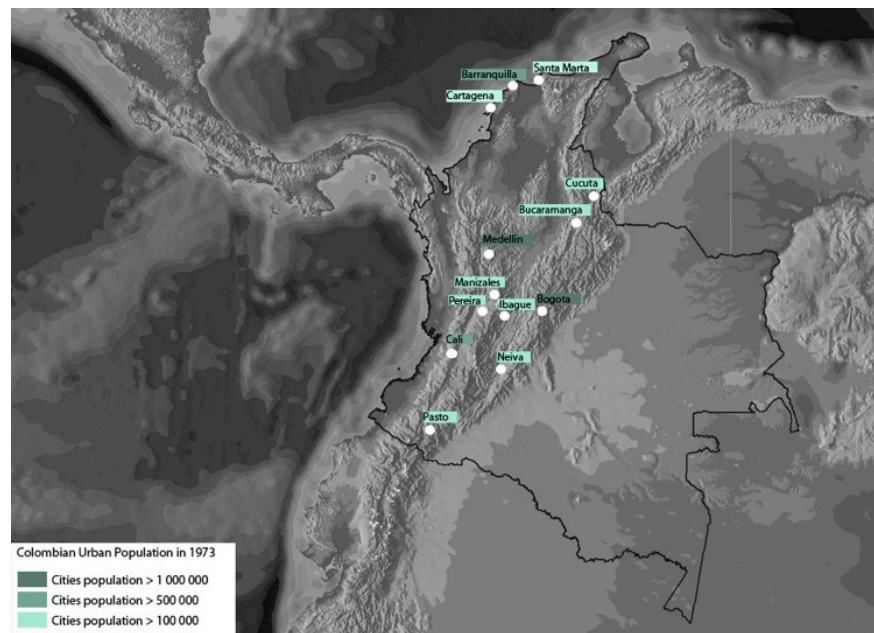 Santa Marta
Barranquilla
Cartagena
Cucuta
Bucaramanga
Medellin
Manizales
Pereira
Ibague
Bogota
Cali
Neiva
Pasto
Colombian Urban Population in 1973
Cities population > 1 000 000
Cities population > 500 000
Cities population > 100 000